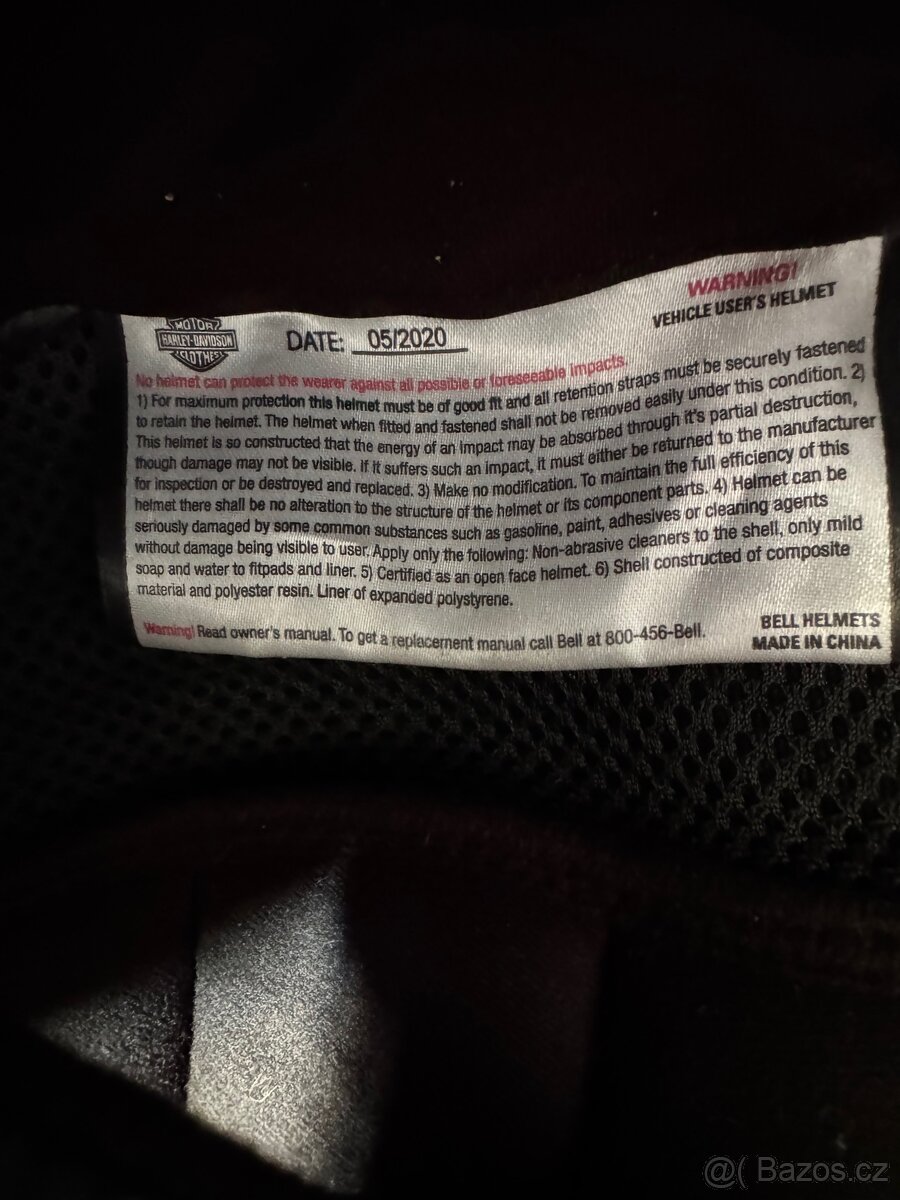 MOTOR
HARLEY-DAVIDSON
CLOTHES
DATE: 05/2020
WARNING!
VEHICLE USER'S HELMET
No helmet can protect the wearer against all possible or foreseeable impacts.
1) For maximum protection this helmet must be of good fit and all retention straps must be securely fastened
to retain the helmet. The helmet when fitted and fastened shall not be removed easily under this condition. 2)
This helmet is so constructed that the energy of an impact may be absorbed through it's partial destruction,
though damage may not be visible. If it suffers such an impact, it must either be returned to the manufacturer
for inspection or be destroyed and replaced. 3) Make no modification. To maintain the full efficiency of this
helmet there shall be no alteration to the structure of the helmet or its component parts. 4) Helmet can be
seriously damaged by some common substances such as gasoline, paint, adhesives or cleaning agents
without damage being visible to user. Apply only the following: Non-abrasive cleaners to the shell, only mild
soap and water to fitpads and liner. 5) Certified as an open face helmet. 6) Shell constructed of composite
material and polyester resin. Liner of expanded polystyrene.
Warning! Read owner's manual. To get a replacement manual call Bell at 800-456-Bell.
BELL HELMETS
MADE IN CHINA
@( Bazos.cz